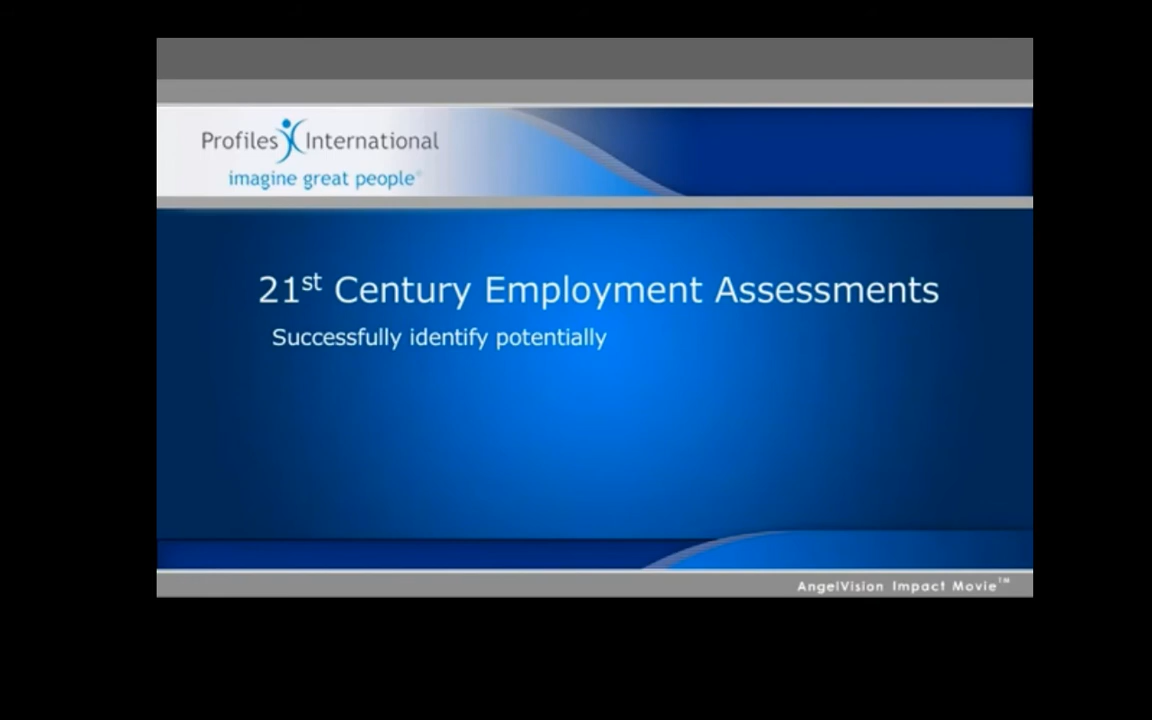 Profiles International
imagine great people®
21st Century Employment Assessments
Successfully identify potentially
AngelVision Impact Movie™